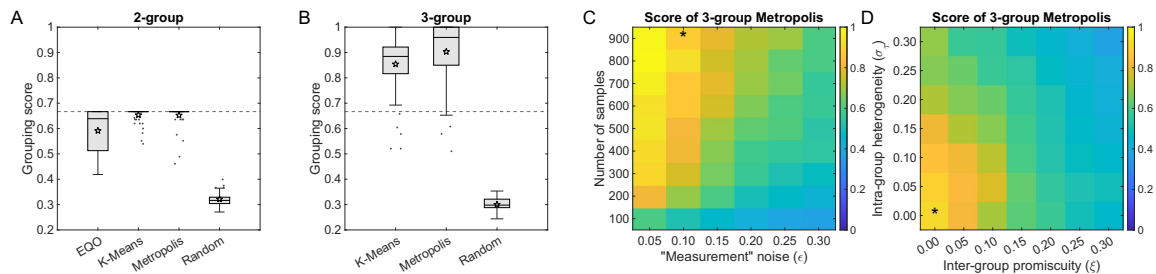 A
2-group
Grouping score
1
0.9
0.8
0.7
0.6
0.5
0.4
0.3
0.2
EQO
K-Means
Metropolis
Random
B
3-group
Grouping score
1
0.9
0.8
0.7
0.6
0.5
0.4
0.3
0.2
K-Means
Metropolis
Random
C
Score of 3-group Metropolis
Number of samples
900
800
700
600
500
400
300
200
100
0.05 0.10 0.15 0.20 0.25 0.30
"Measurement" noise (ϵ)
1
0.8
0.6
0.4
0.2
0
D
Score of 3-group Metropolis
Intra-group heterogeneity (σ_τ)
0.30
0.25
0.20
0.15
0.10
0.05
0.00
0.00 0.05 0.10 0.15 0.20 0.25 0.30
Inter-group promiscuity (ξ)
1
0.8
0.6
0.4
0.2
0